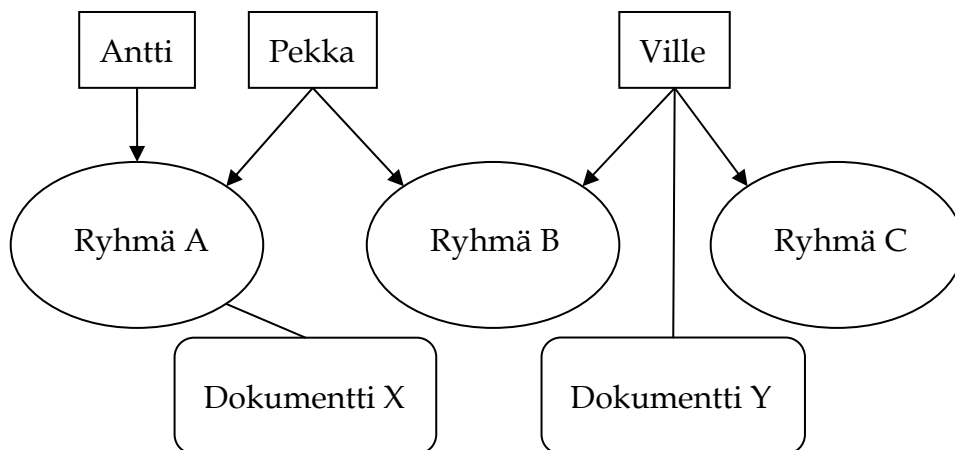 Antti
Pekka
Ville
Ryhmä A
Ryhmä B
Ryhmä C
Dokumentti X
Dokumentti Y